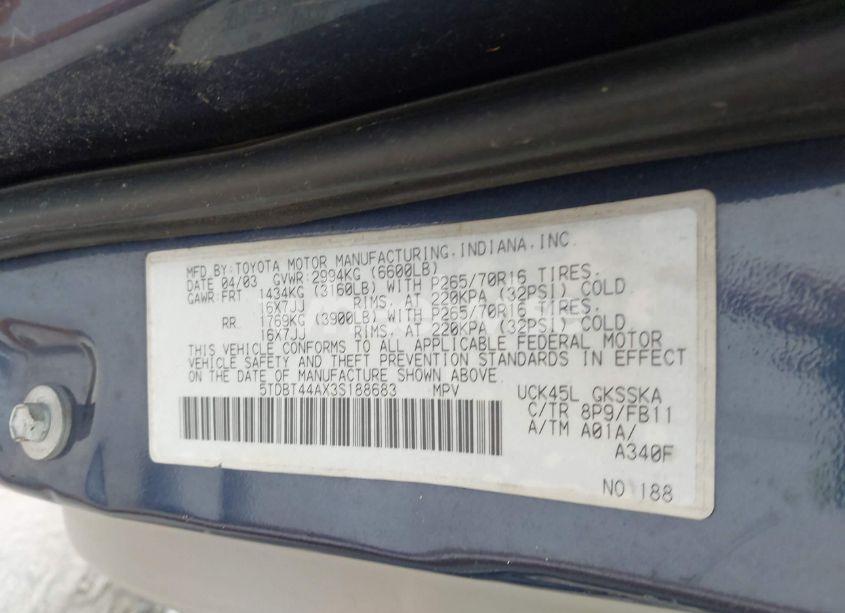 MFD.BY:TOYOTA MOTOR MANUFACTURING,INDIANA,INC.
DATE 04/03 GVWR:2994KG (6600LB)
GAWR:FRT 1434KG (3160LB) WITH P265/70R16 TIRES.
16X7JJ RIMS, AT 220KPA (32PSI) COLD
RR 1769KG (3900LB) WITH P265/70R16 TIRES.
16X7JJ RIMS, AT 220KPA (32PSI) COLD
THIS VEHICLE CONFORMS TO ALL APPLICABLE FEDERAL MOTOR
VEHICLE SAFETY AND THEFT PREVENTION STANDARDS IN EFFECT
ON THE DATE OF MANUFACTURE SHOWN ABOVE.
5TDBT44AX3S188683 MPV UCK45L GKSSKA
C/TR 8P9/FB11
A/TM A01A/
A340F
NO 188